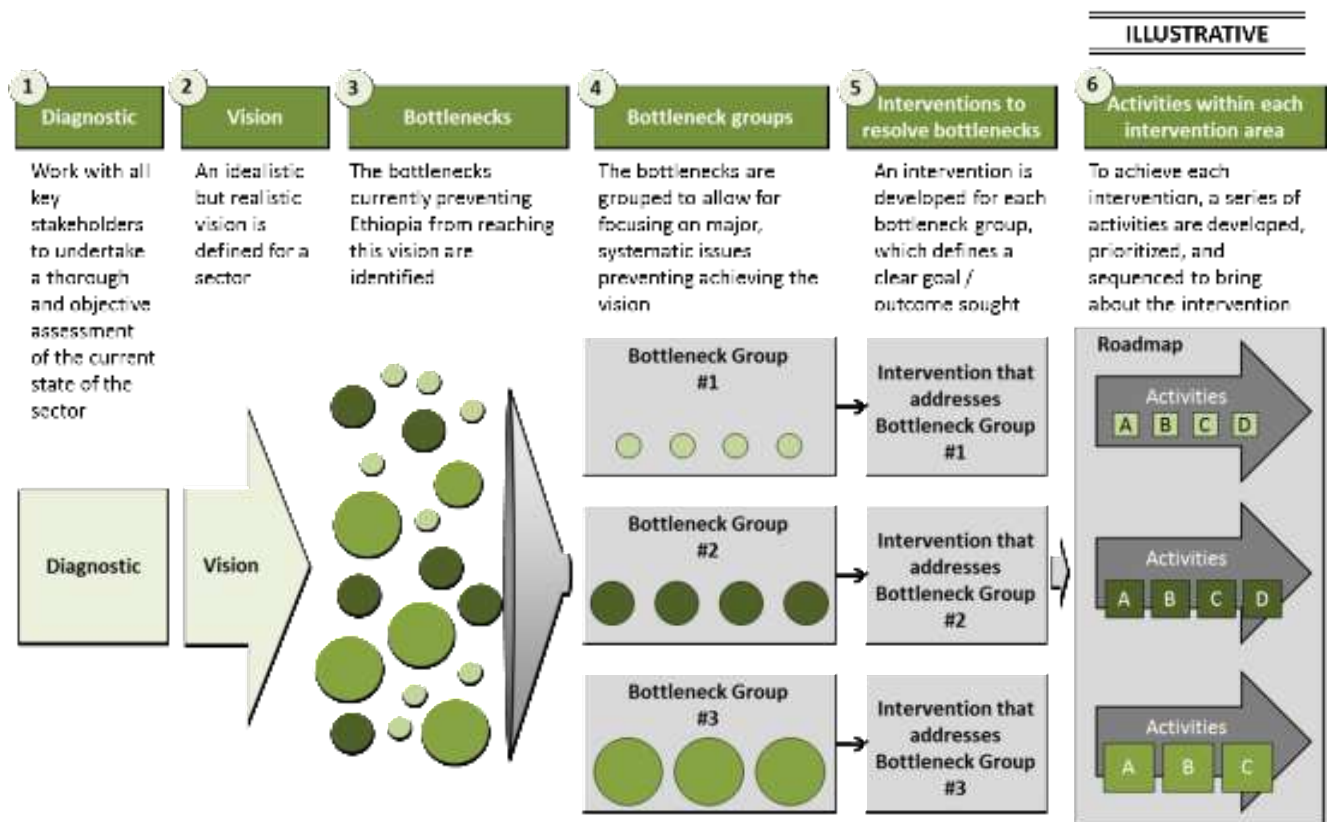 ILLUSTRATIVE
1
Diagnostic
Work with all
key
stakeholders
to undertake
a thorough
and objective
assessment
of the current
state of the
sector
2
Vision
An idealistic
but realistic
vision is
defined for a
sector
3
Bottlenecks
The bottlenecks
currently preventing
Ethiopia from reaching
this vision are
identified
4
Bottleneck groups
The bottlenecks are
grouped to allow for
focusing on major,
systematic issues
preventing achieving the
vision
5
Interventions to
resolve bottlenecks
An intervention is
developed for each
bottleneck group,
which defines a
clear goal /
outcome sought
6
Activities within each
intervention area
To achieve each
intervention, a series of
activities are developed,
prioritized, and
sequenced to bring
about the intervention
Diagnostic
Vision
Bottleneck Group
#1
Intervention that
addresses
Bottleneck Group
#1
Roadmap
Activities
A B C D
Bottleneck Group
#2
Intervention that
addresses
Bottleneck Group
#2
Activities
A B C D
Bottleneck Group
#3
Intervention that
addresses
Bottleneck Group
#3
Activities
A B C